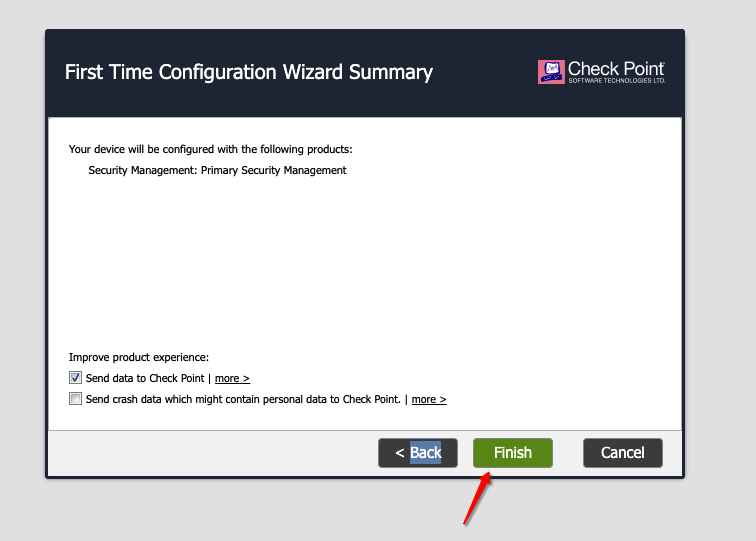 First Time Configuration Wizard Summary
Check Point
SOFTWARE TECHNOLOGIES LTD.
Your device will be configured with the following products:
Security Management: Primary Security Management
Improve product experience:
Send data to Check Point | more >
Send crash data which might contain personal data to Check Point. | more >
< Back
Finish
Cancel